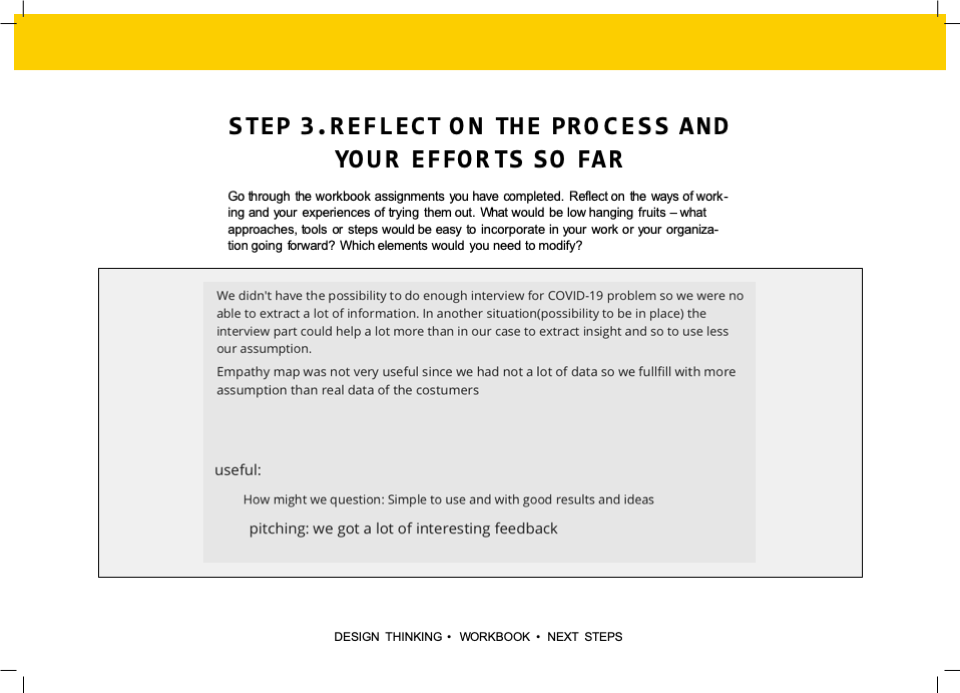 STEP 3. REFLECT ON THE PROCESS AND
YOUR EFFORTS SO FAR
Go through the workbook assignments you have completed. Reflect on the ways of work-
ing and your experiences of trying them out. What would be low hanging fruits – what
approaches, tools or steps would be easy to incorporate in your work or your organiza-
tion going forward? Which elements would you need to modify?
We didn't have the possibility to do enough interview for COVID-19 problem so we were no
able to extract a lot of information. In another situation(possibility to be in place) the
interview part could help a lot more than in our case to extract insight and so to use less
our assumption.
Empathy map was not very useful since we had not a lot of data so we fullfill with more
assumption than real data of the costumers
useful:
How might we question: Simple to use and with good results and ideas
pitching: we got a lot of interesting feedback
DESIGN THINKING • WORKBOOK • NEXT STEPS